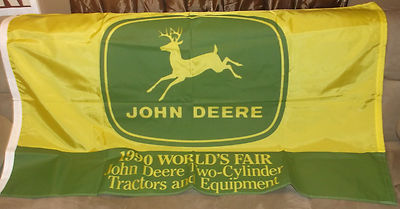 JOHN DEERE
1990 WORLD'S FAIR
John Deere Two-Cylinder
Tractors and Equipment